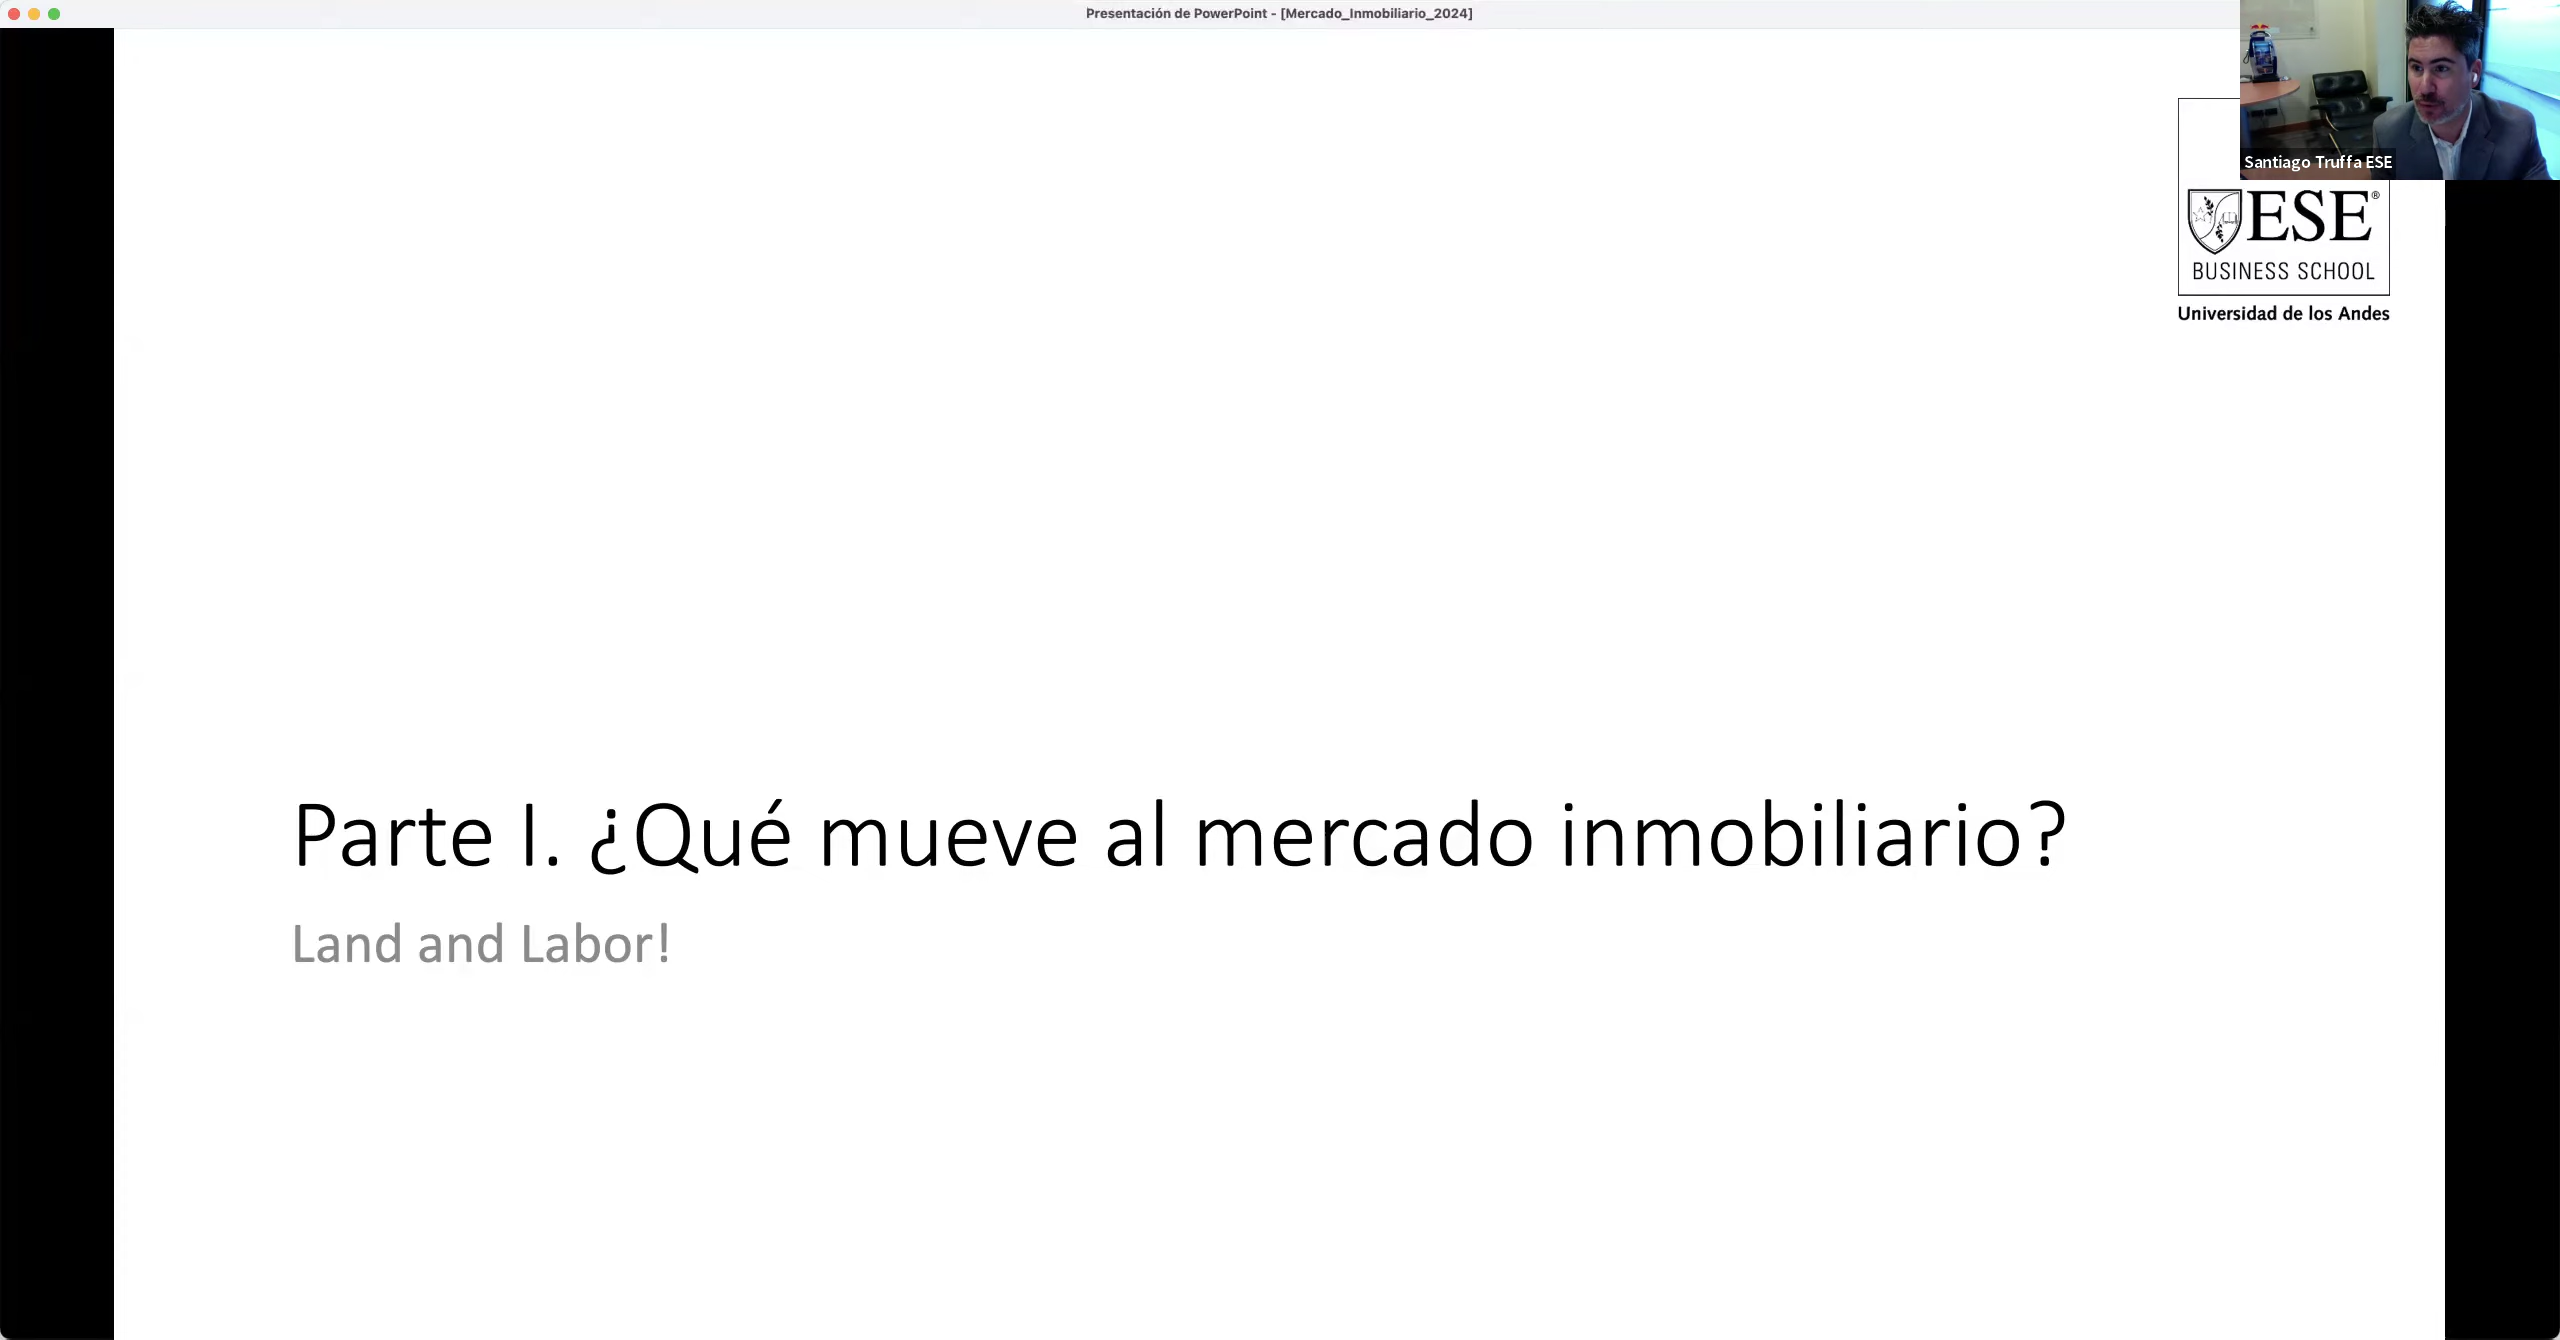 Presentación de PowerPoint - [Mercado_Inmobiliario_2024]
Santiago Truffa ESE
ESE®
BUSINESS SCHOOL
Universidad de los Andes
Parte I. ¿Qué mueve al mercado inmobiliario?
Land and Labor!